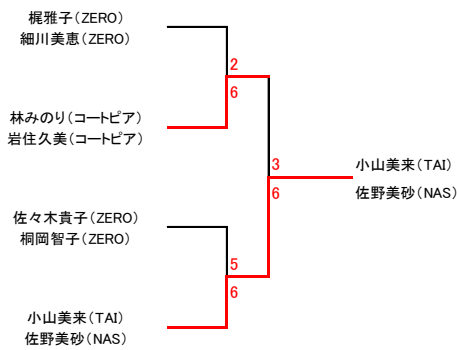 梶雅子(ZERO)
細川美恵(ZERO)
2
6
林みのり(コートピア)
岩住久美(コートピア)
3
6
小山美来(TAI)
佐野美砂(NAS)
佐々木貴子(ZERO)
桐岡智子(ZERO)
5
6
小山美来(TAI)
佐野美砂(NAS)